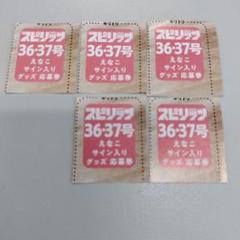 スピリッツ
36・37号
えなこ
サイン入り
グッズ 応募券
スピリッツ
36・37号
えなこ
サイン入り
グッズ 応募券
スピリッツ
36・37号
えなこ
サイン入り
グッズ 応募券
スピリッツ
36・37号
えなこ
サイン入り
グッズ 応募券
スピリッツ
36・37号
えなこ
サイン入り
グッズ 応募券